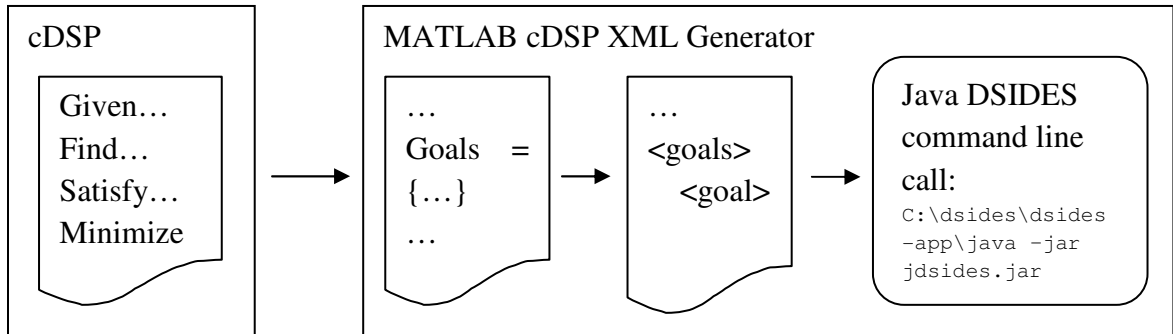 cDSP
Given…
Find…
Satisfy…
Minimize
MATLAB cDSP XML Generator
…
Goals =
{…}
…
…
<goals>
<goal>
Java DSIDES
command line
call:
C:\dsides\dsides
-app\java -jar
jdsides.jar